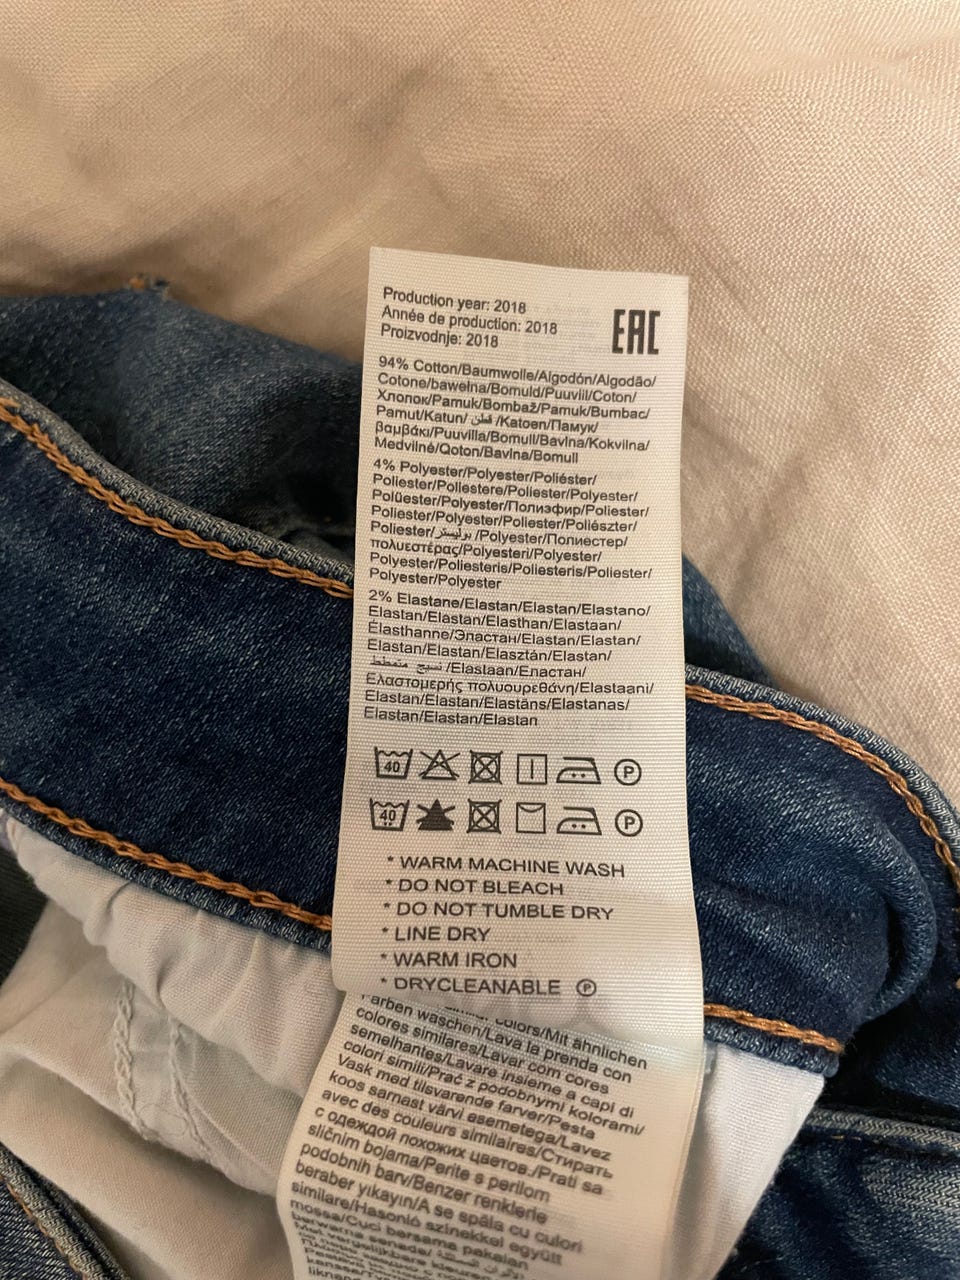 Production year: 2018
Année de production: 2018
Proizvodnje: 2018
EAC
94% Cotton/Baumwolle/Algodón/Algodão/
Cotone/bawełna/Bomuld/Puuviil/Coton/
Хлопок/Pamuk/Bombaž/Pamuk/Bumbac/
Pamut/Katun/ قطن /Katoen/Памук/
βαμβάκι/Puuvilla/Bomull/Bavlna/Kokvilna/
Medvilnė/Qoton/Bavlna/Bomull
4% Polyester/Polyester/Poliéster/
Poliester/Poliestere/Poliester/Polyester/
Polüester/Polyester/Полиэфир/Poliester/
Poliester/Polyester/Poliester/Poliészter/
Poliester/ بوليستر /Polyester/Полиестер/
πολυεστέρας/Polyesteri/Polyester/
Polyester/Poliesteris/Poliesteris/Poliester/
Polyester/Polyester
2% Elastane/Elastan/Elastan/Elastano/
Elastan/Elastan/Elasthan/Elastaan/
Élasthanne/Эластан/Elastan/Elastan/
Elastan/Elastan/Elasztán/Elastan/
نسيج متمطط /Elastaan/Еластан/
Ελαστομερής πολυουρεθάνη/Elastaani/
Elastan/Elastan/Elastāns/Elastanas/
Elastan/Elastan/Elastan
40 P
40 P
* WARM MACHINE WASH
* DO NOT BLEACH
* DO NOT TUMBLE DRY
* LINE DRY
* WARM IRON
* DRYCLEANABLE P
colors/Mit ähnlichen
Farben waschen/Lava la prenda con
colores similares/Lavar com cores
semelhantes/Lavare insieme a capi di
colori simili/Prać z podobnymi kolorami/
Vask med tilsvarende farver/Pesta
koos sarnast värvi esemetega/Lavez
avec des couleurs similaires/Стирать
с одеждой похожих цветов./Prati sa
sličnim bojama/Perite s perilom
podobnih barv/Benzer renklerle
beraber yıkayın/A se spăla cu culori
similare/Hasonló színekkel együtt
mossa/Cuci bersama pakaian
berwarna senada/